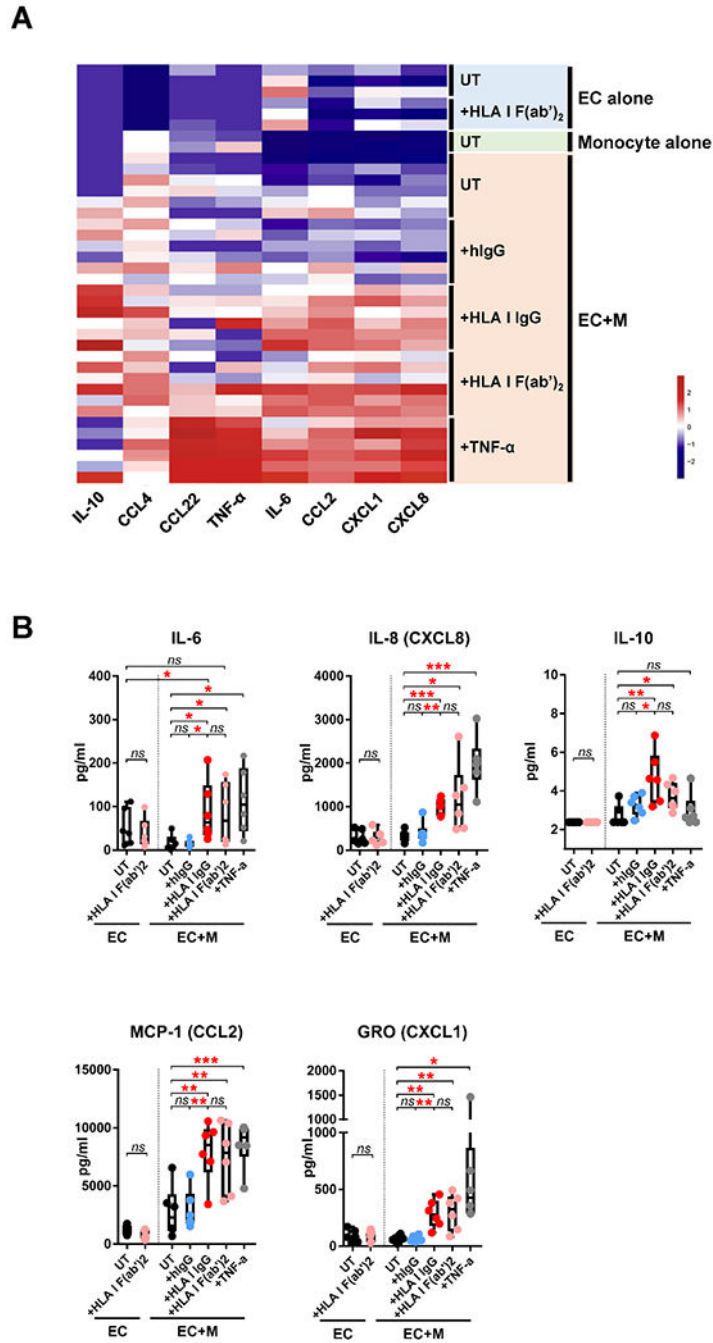 A
UT
EC alone
+HLA I F(ab')₂
UT
Monocyte alone
UT
+hIgG
+HLA I IgG
EC+M
+HLA I F(ab')₂
+TNF-α
2
1
0
-1
-2
IL-10 CCL4 CCL22 TNF-α IL-6 CCL2 CXCL1 CXCL8
B
IL-6
pg/ml
400
300
200
100
0
ns
ns
*
*
*
*
ns * ns
UT +HLA I F(ab')2 UT +hIgG +HLA I IgG +HLA I F(ab')2 +TNF-a
EC EC+M
IL-8 (CXCL8)
pg/ml
4000
3000
2000
1000
0
ns
***
*
***
ns ** ns
UT +HLA I F(ab')2 UT +hIgG +HLA I IgG +HLA I F(ab')2 +TNF-a
EC EC+M
IL-10
pg/ml
10
8
6
4
2
ns
ns
*
**
ns * ns
UT +HLA I F(ab')2 UT +hIgG +HLA I IgG +HLA I F(ab')2 +TNF-a
EC EC+M
MCP-1 (CCL2)
pg/ml
15000
10000
5000
0
ns
***
**
**
ns ** ns
UT +HLA I F(ab')2 UT +hIgG +HLA I IgG +HLA I F(ab')2 +TNF-a
EC EC+M
GRO (CXCL1)
pg/ml
2000
1500
1000
1000
500
0
ns
*
**
**
ns ** ns
UT +HLA I F(ab')2 UT +hIgG +HLA I IgG +HLA I F(ab')2 +TNF-a
EC EC+M